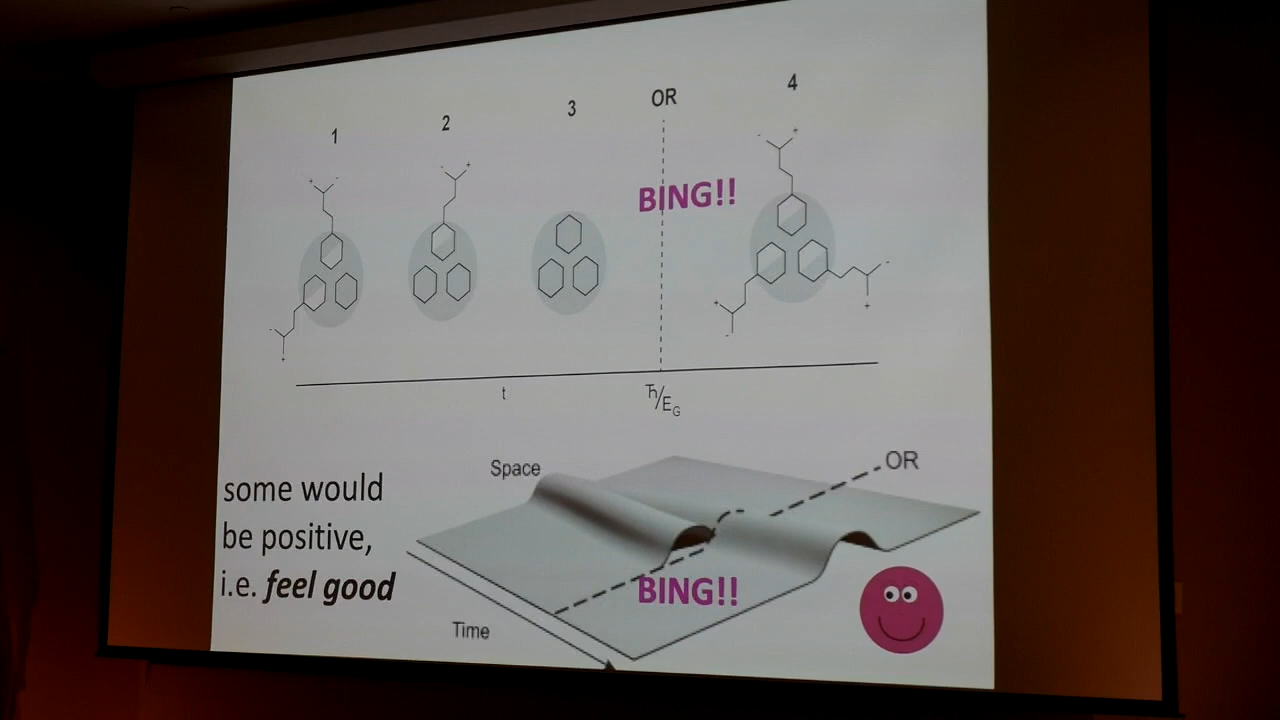 1
2
3
OR
4
BING!!
t
ħ/E_G
Space
OR
some would
be positive,
i.e. feel good
BING!!
Time